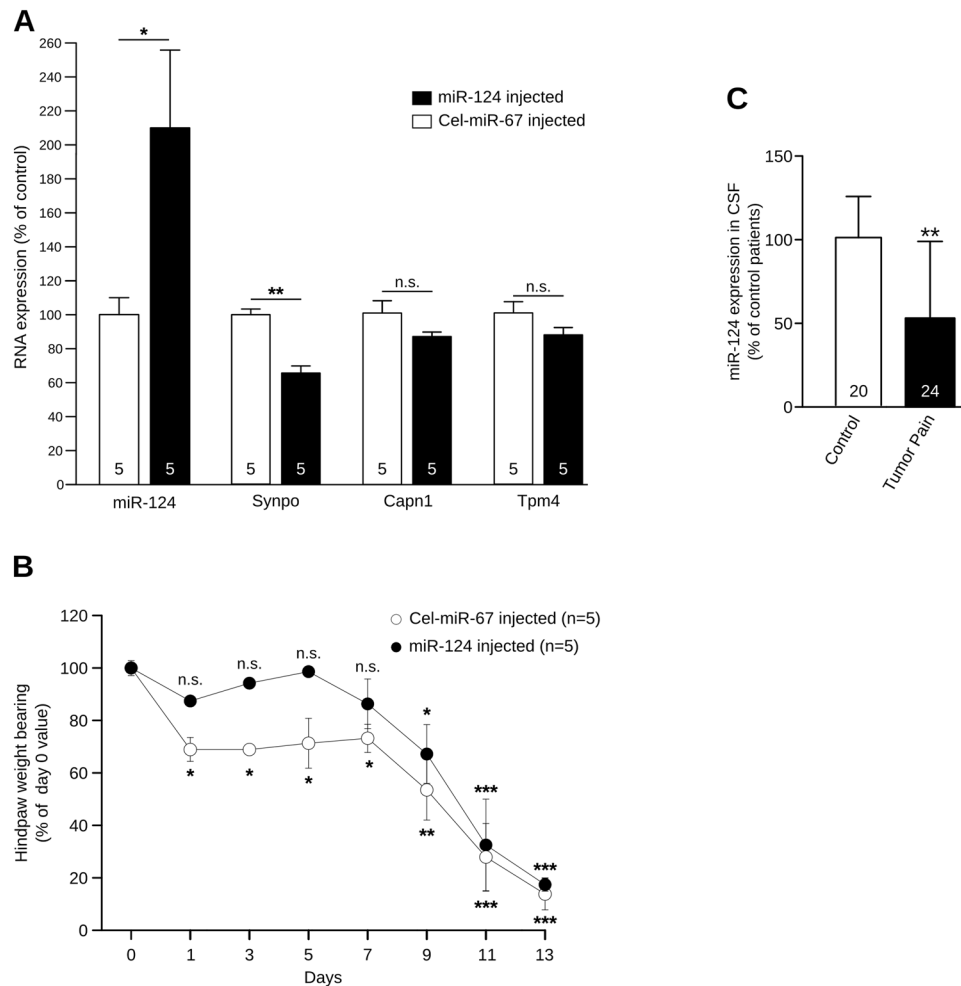 A
*
260
240
220
200
180
160
140
120
100
80
60
40
20
0
RNA expression (% of control)
miR-124 injected
Cel-miR-67 injected
**
n.s.
n.s.
5
5
5
5
5
5
5
5
miR-124
Synpo
Capn1
Tpm4
C
150
100
50
0
miR-124 expression in CSF
(% of control patients)
**
20
24
Control
Tumor Pain
B
120
100
80
60
40
20
0
Hindpaw weight bearing
(% of day 0 value)
Cel-miR-67 injected (n=5)
miR-124 injected (n=5)
n.s.
n.s.
n.s.
n.s.
*
***
***
*
*
*
*
**
***
***
0
1
3
5
7
9
11
13
Days